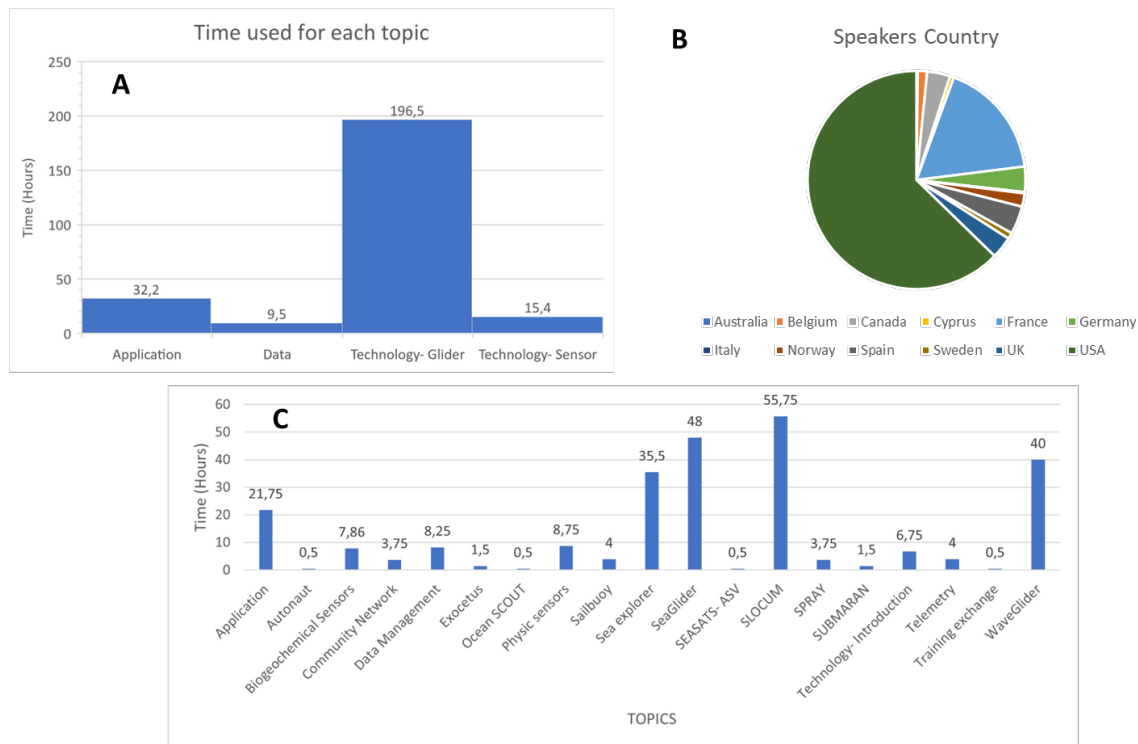 Time used for each topic
A
250
200
150
100
50
0
Time (Hours)
32,2
9,5
196,5
15,4
Application Data Technology- Glider Technology- Sensor
B
Speakers Country
Australia Belgium Canada Cyprus France Germany
Italy Norway Spain Sweden UK USA
C
60
50
40
30
20
10
0
Time (Hours)
21,75
0,5
7,86
3,75
8,25
1,5
0,5
8,75
4
35,5
48
0,5
55,75
3,75
1,5
6,75
4
0,5
40
Application
Autonaut
Biogeochemical Sensors
Community Network
Data Management
Exocetus
Ocean SCOUT
Physic sensors
Sailbuoy
Sea explorer
SeaGlider
SEASATS- ASV
SLOCUM
SPRAY
SUBMARAN
Technology- Introduction
Telemetry
Training exchange
WaveGlider
TOPICS